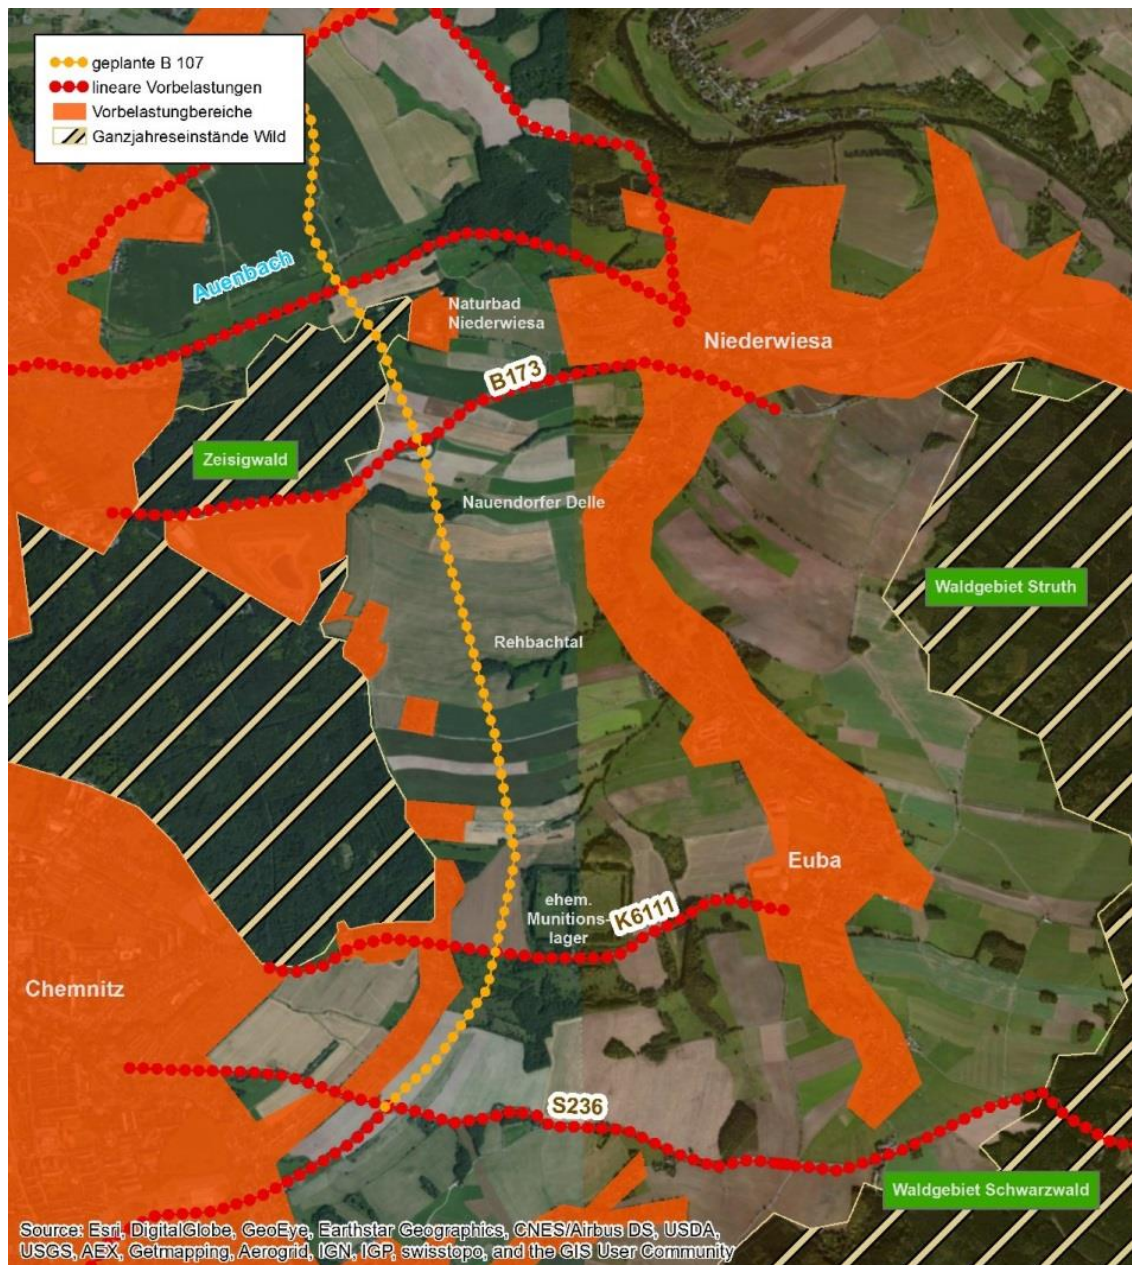 geplante B 107
lineare Vorbelastungen
Vorbelastungbereiche
Ganzjahreseinstände Wild
Auenbach
Naturbad
Niederwiesa
Niederwiesa
B173
Zeisigwald
Nauendorfer Delle
Waldgebiet Struth
Rehbachtal
Euba
ehem.
Munitions-
lager
K6111
Chemnitz
S236
Waldgebiet Schwarzwald
Source: Esri, DigitalGlobe, GeoEye, Earthstar Geographics, CNES/Airbus DS, USDA,
USGS, AEX, Getmapping, Aerogrid, IGN, IGP, swisstopo, and the GIS User Community